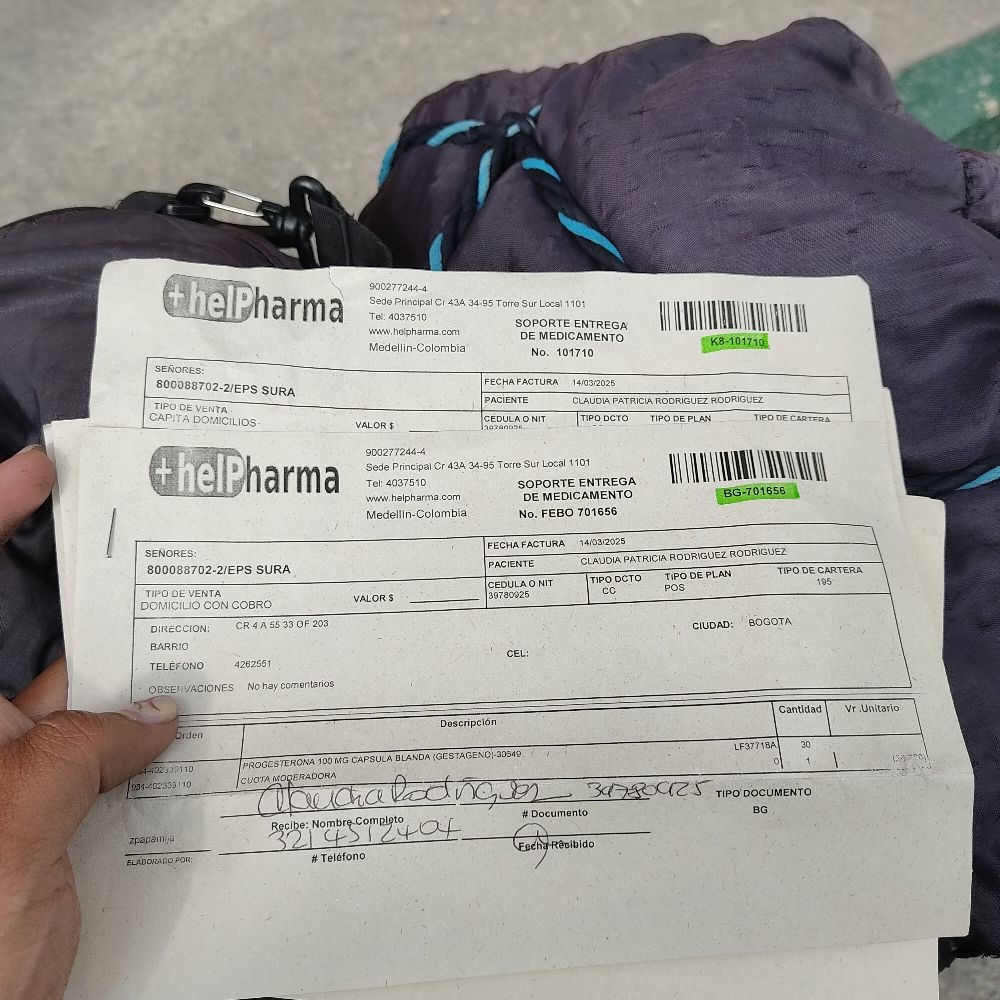 +helPharma
900277244-4
Sede Principal Cr 43A 34-95 Torre Sur Local 1101
Tel: 4037510
www.helpharma.com
Medellin-Colombia
SOPORTE ENTREGA
DE MEDICAMENTO
No. 101710
K8-101710
SEÑORES:
800088702-2/EPS SURA
FECHA FACTURA 14/03/2025
PACIENTE CLAUDIA PATRICIA RODRIGUEZ RODRIGUEZ
TIPO DE VENTA
CAPITA DOMICILIOS
VALOR $
CEDULA O NIT TIPO DCTO TIPO DE PLAN TIPO DE CARTERA
39780925
+helPharma
900277244-4
Sede Principal Cr 43A 34-95 Torre Sur Local 1101
Tel: 4037510
www.helpharma.com
Medellin-Colombia
SOPORTE ENTREGA
DE MEDICAMENTO
No. FEBO 701656
BG-701656
SEÑORES:
800088702-2/EPS SURA
FECHA FACTURA 14/03/2025
PACIENTE CLAUDIA PATRICIA RODRIGUEZ RODRIGUEZ
TIPO DE VENTA
DOMICILIO CON COBRO
VALOR $
CEDULA O NIT TIPO DCTO TIPO DE PLAN TIPO DE CARTERA
39780925 CC POS 195
DIRECCION: CR 4 A 55 33 OF 203
CIUDAD: BOGOTA
BARRIO
CEL:
TELÉFONO 4262551
OBSERVACIONES No hay comentarios
Orden Descripción Cantidad Vr .Unitario
934-402339110 PROGESTERONA 100 MG CAPSULA BLANDA (GESTAGENO)-30649 LF37716A 30
934-402339110 CUOTA MODERADORA 0 1
Claudia Rodríguez 39780925
TIPO DOCUMENTO
BG
Recibe: Nombre Completo # Documento
3214512404
zpapamija
ELABORADO POR: # Teléfono Fecha Recibido